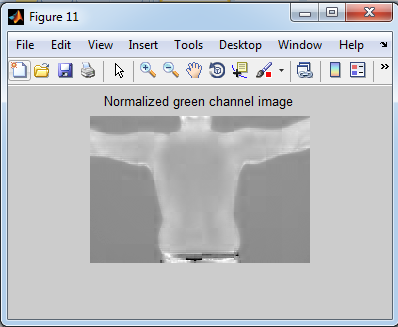 Figure 11
File Edit View Insert Tools Desktop Window Help
Normalized green channel image